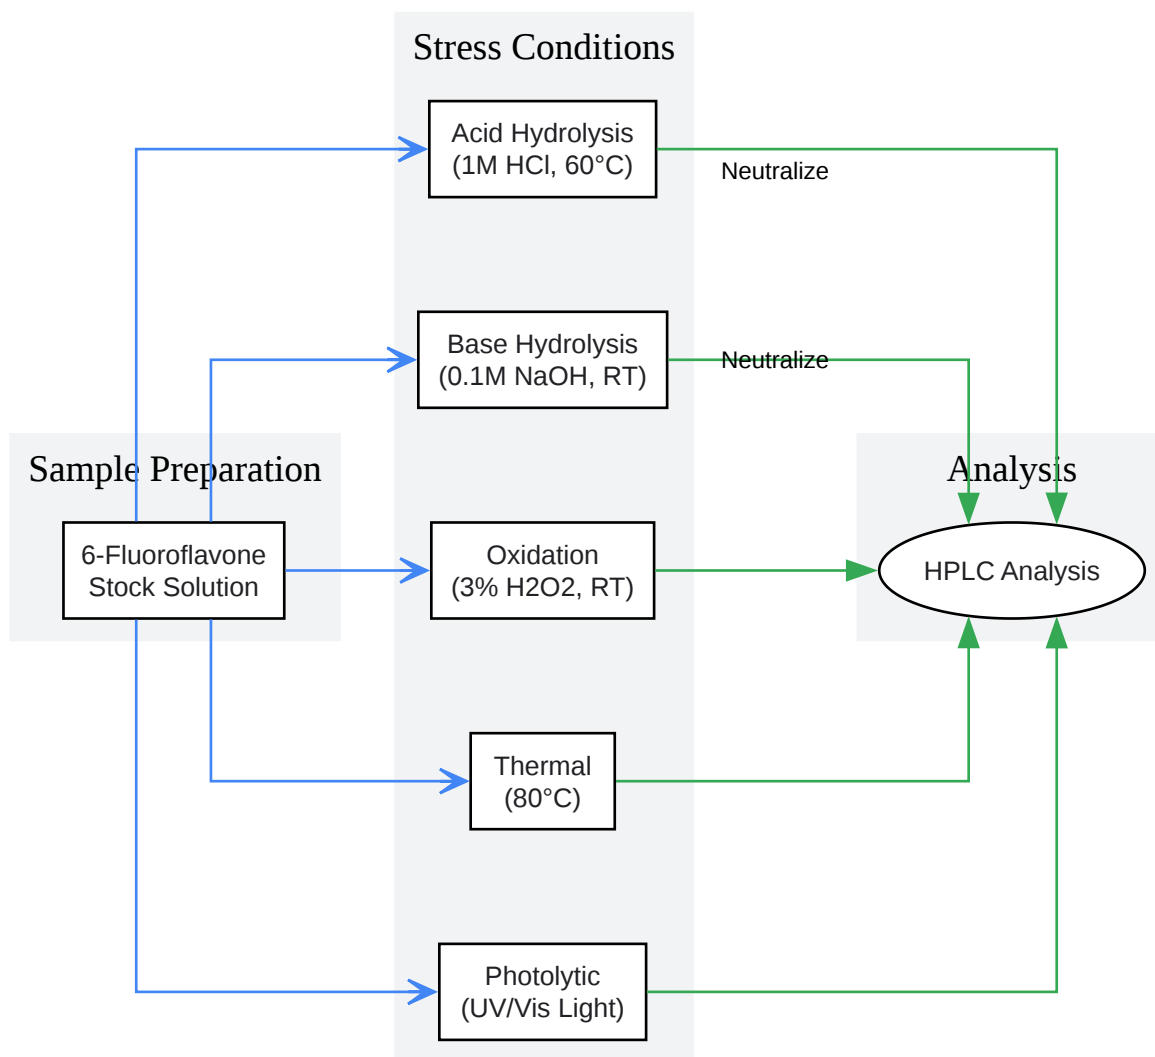 Stress Conditions
Acid Hydrolysis
(1M HCl, 60°C)
Neutralize
Base Hydrolysis
(0.1M NaOH, RT)
Neutralize
Sample Preparation
6-Fluoroflavone
Stock Solution
Oxidation
(3% H2O2, RT)
Analysis
HPLC Analysis
Thermal
(80°C)
Photolytic
(UV/Vis Light)